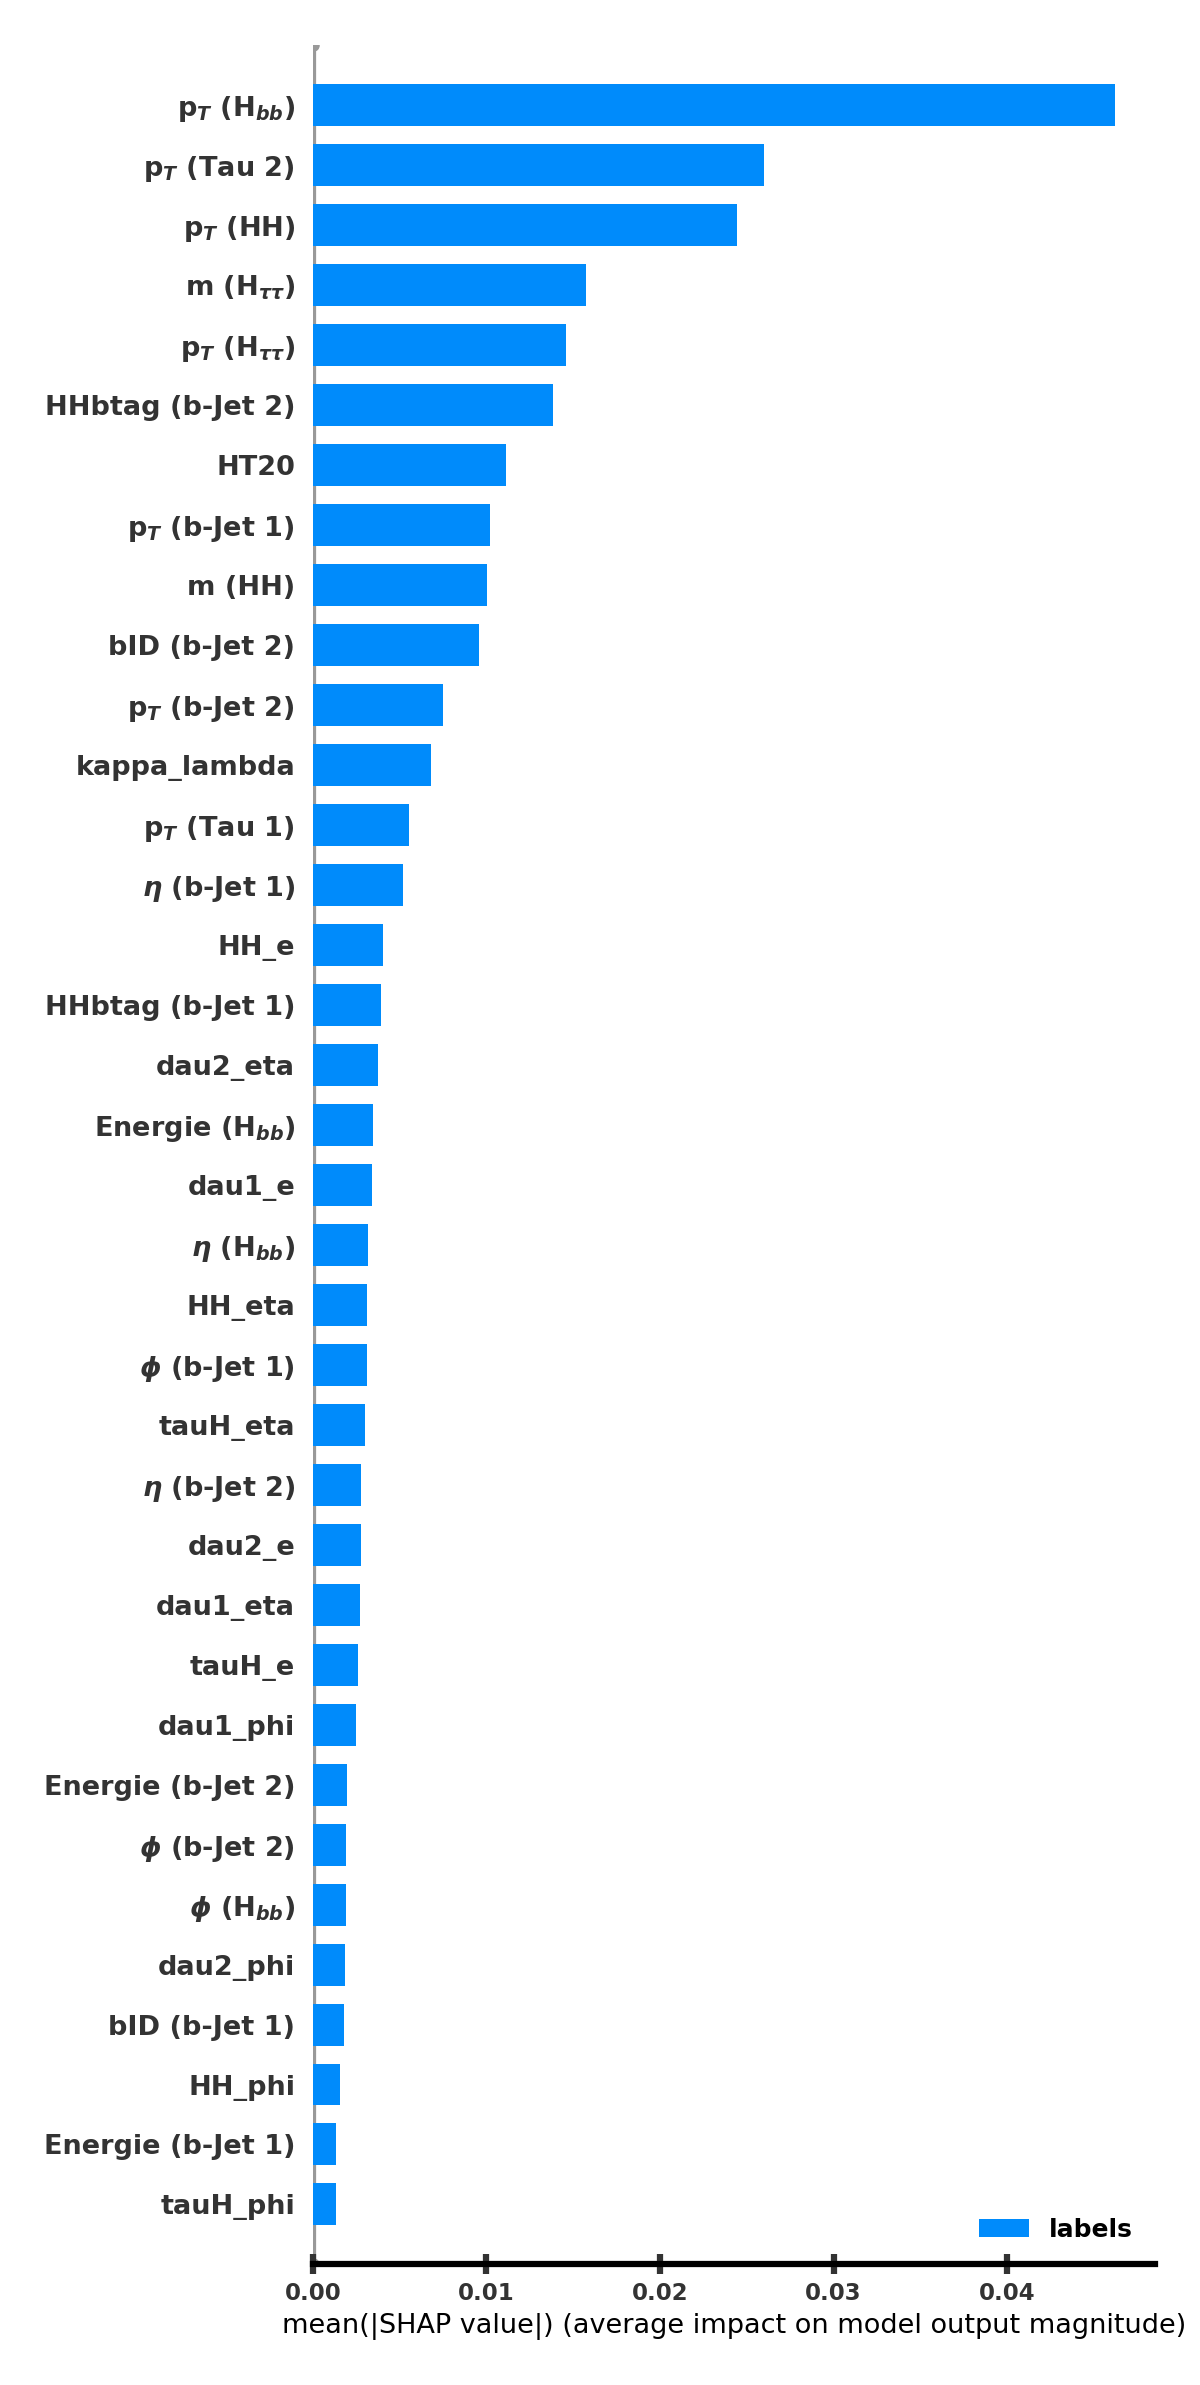 p_T (H_bb)
p_T (Tau 2)
p_T (HH)
m (H_ττ)
p_T (H_ττ)
HHbtag (b-Jet 2)
HT20
p_T (b-Jet 1)
m (HH)
bID (b-Jet 2)
p_T (b-Jet 2)
kappa_lambda
p_T (Tau 1)
η (b-Jet 1)
HH_e
HHbtag (b-Jet 1)
dau2_eta
Energie (H_bb)
dau1_e
η (H_bb)
HH_eta
ϕ (b-Jet 1)
tauH_eta
η (b-Jet 2)
dau2_e
dau1_eta
tauH_e
dau1_phi
Energie (b-Jet 2)
ϕ (b-Jet 2)
ϕ (H_bb)
dau2_phi
bID (b-Jet 1)
HH_phi
Energie (b-Jet 1)
tauH_phi
labels
0.00 0.01 0.02 0.03 0.04
mean(|SHAP value|) (average impact on model output magnitude)